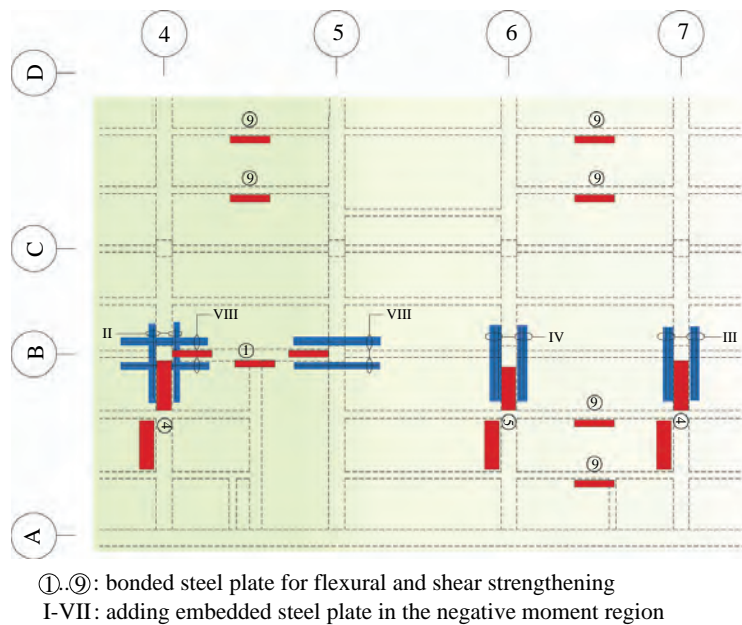 4 5 6 7
D
⑨ ⑨
⑨ ⑨
C
VIII VIII
II IV III
B ①
④ ⑤ ⑨ ④
⑨
A
①..⑨: bonded steel plate for flexural and shear strengthening
I-VII: adding embedded steel plate in the negative moment region